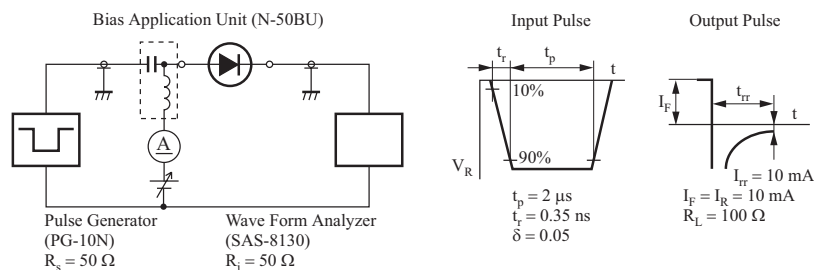 Bias Application Unit (N-50BU)
A
Pulse Generator
(PG-10N)
R_s = 50 Ω
Wave Form Analyzer
(SAS-8130)
R_i = 50 Ω
Input Pulse
t_r
t_p
t
10%
90%
V_R
t_p = 2 μs
t_r = 0.35 ns
δ = 0.05
Output Pulse
I_F
t_rr
t
I_rr = 10 mA
I_F = I_R = 10 mA
R_L = 100 Ω